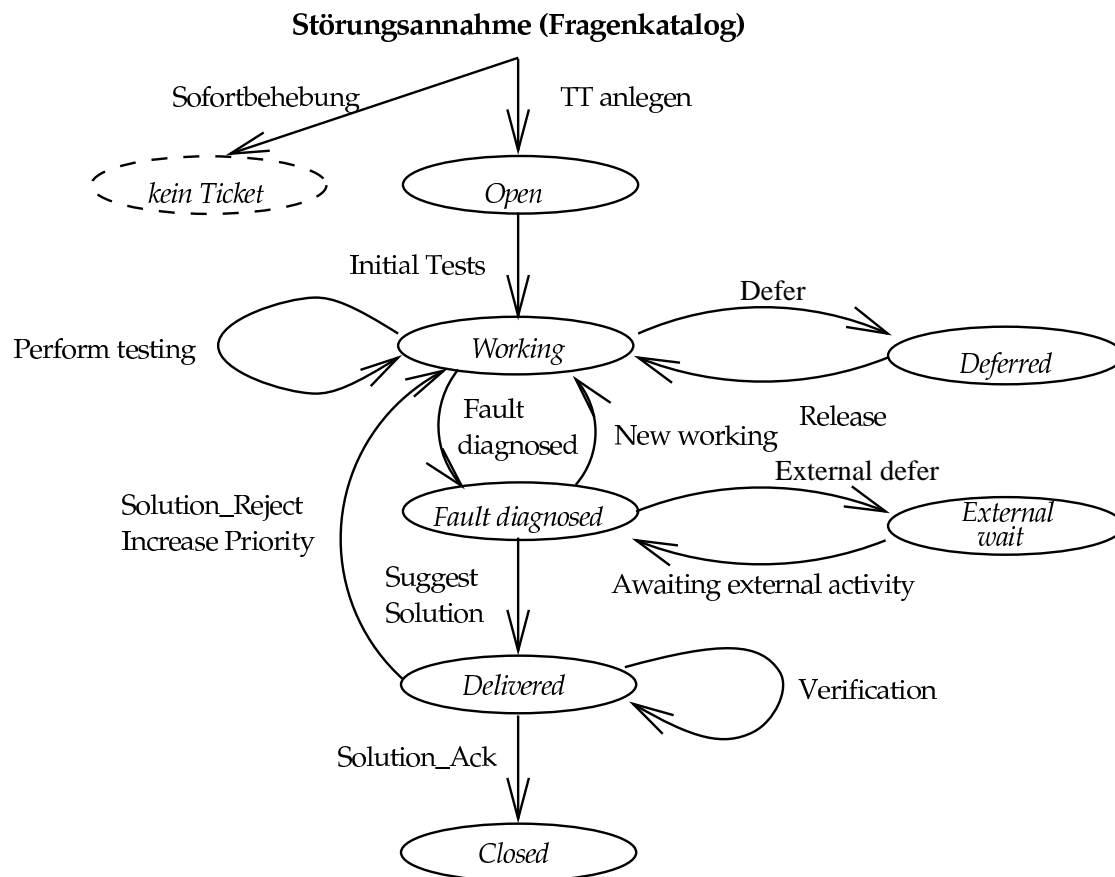 Störungsannahme (Fragenkatalog)
Sofortbehebung
TT anlegen
kein Ticket
Open
Initial Tests
Defer
Perform testing
Working
Deferred
Release
Fault
diagnosed
New working
External defer
Solution_Reject
Increase Priority
Fault diagnosed
External
wait
Suggest
Solution
Awaiting external activity
Delivered
Verification
Solution_Ack
Closed